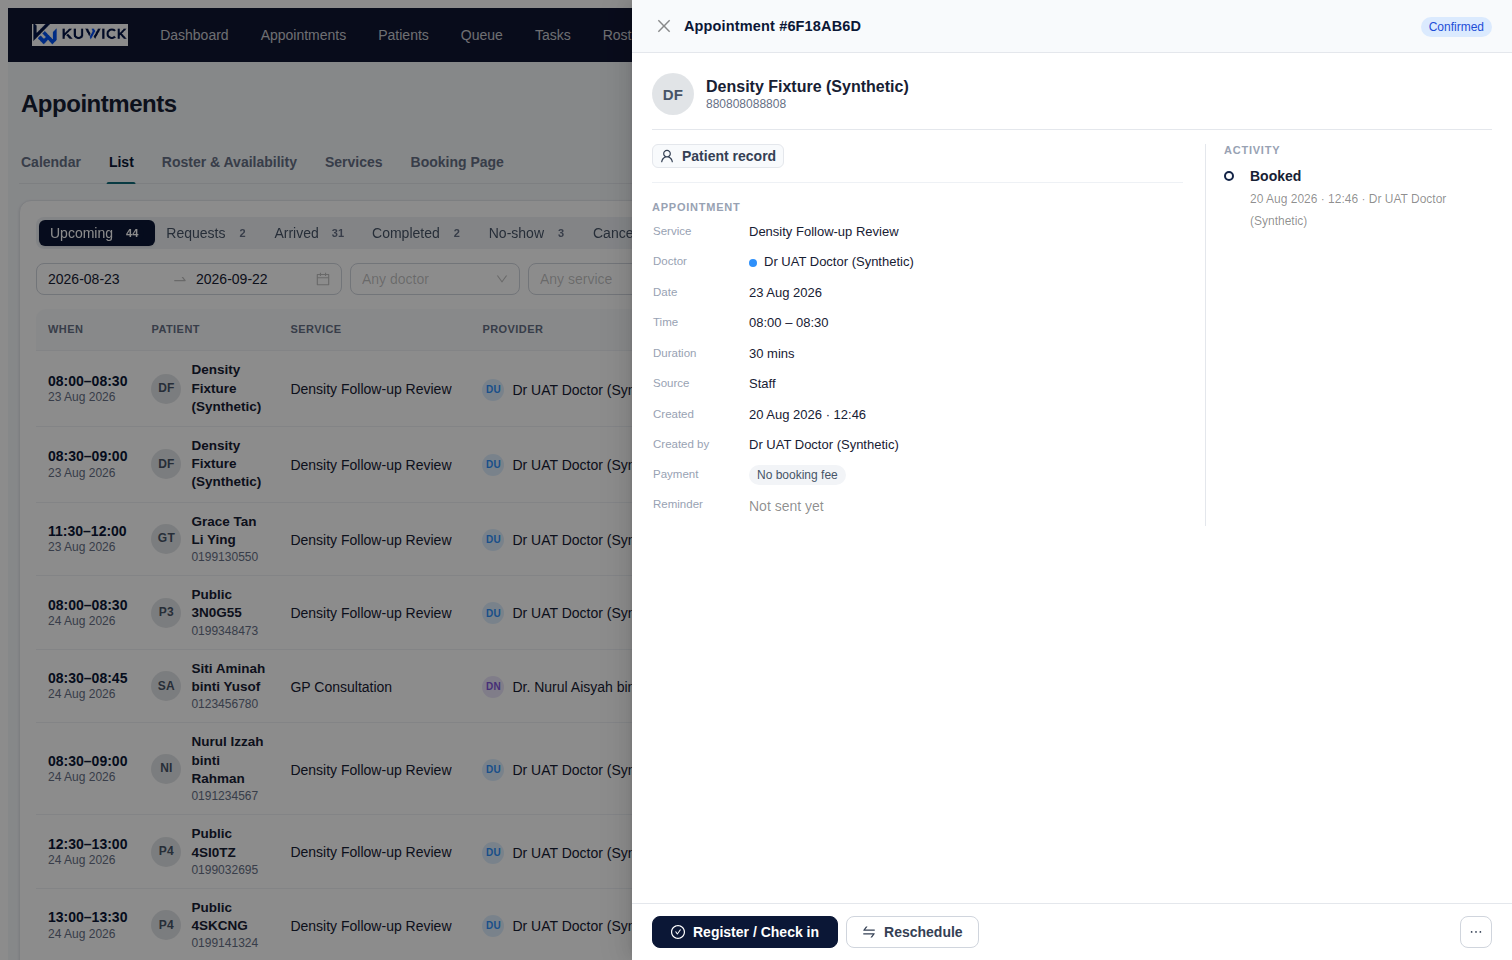 KUWICK
Dashboard Appointments Patients Queue Tasks Rost
Appointments
Calendar List Roster & Availability Services Booking Page
Upcoming 44 Requests 2 Arrived 31 Completed 2 No-show 3 Cance
2026-08-23 → 2026-09-22 Any doctor Any service
WHEN PATIENT SERVICE PROVIDER
08:00–08:30
23 Aug 2026
DF
Density
Fixture
(Synthetic)
Density Follow-up Review
DU Dr UAT Doctor (Syn
08:30–09:00
23 Aug 2026
DF
Density
Fixture
(Synthetic)
Density Follow-up Review
DU Dr UAT Doctor (Syn
11:30–12:00
23 Aug 2026
GT
Grace Tan
Li Ying
0199130550
Density Follow-up Review
DU Dr UAT Doctor (Syn
08:00–08:30
24 Aug 2026
P3
Public
3N0G55
0199348473
Density Follow-up Review
DU Dr UAT Doctor (Syn
08:30–08:45
24 Aug 2026
SA
Siti Aminah
binti Yusof
0123456780
GP Consultation
DN Dr. Nurul Aisyah bin
08:30–09:00
24 Aug 2026
NI
Nurul Izzah
binti
Rahman
0191234567
Density Follow-up Review
DU Dr UAT Doctor (Syn
12:30–13:00
24 Aug 2026
P4
Public
4SI0TZ
0199032695
Density Follow-up Review
DU Dr UAT Doctor (Syn
13:00–13:30
24 Aug 2026
P4
Public
4SKCNG
0199141324
Density Follow-up Review
DU Dr UAT Doctor (Syn
Appointment #6F18AB6D Confirmed
DF
Density Fixture (Synthetic)
880808088808
Patient record
APPOINTMENT
Service Density Follow-up Review
Doctor Dr UAT Doctor (Synthetic)
Date 23 Aug 2026
Time 08:00 – 08:30
Duration 30 mins
Source Staff
Created 20 Aug 2026 · 12:46
Created by Dr UAT Doctor (Synthetic)
Payment No booking fee
Reminder Not sent yet
ACTIVITY
Booked
20 Aug 2026 · 12:46 · Dr UAT Doctor
(Synthetic)
Register / Check in Reschedule ...